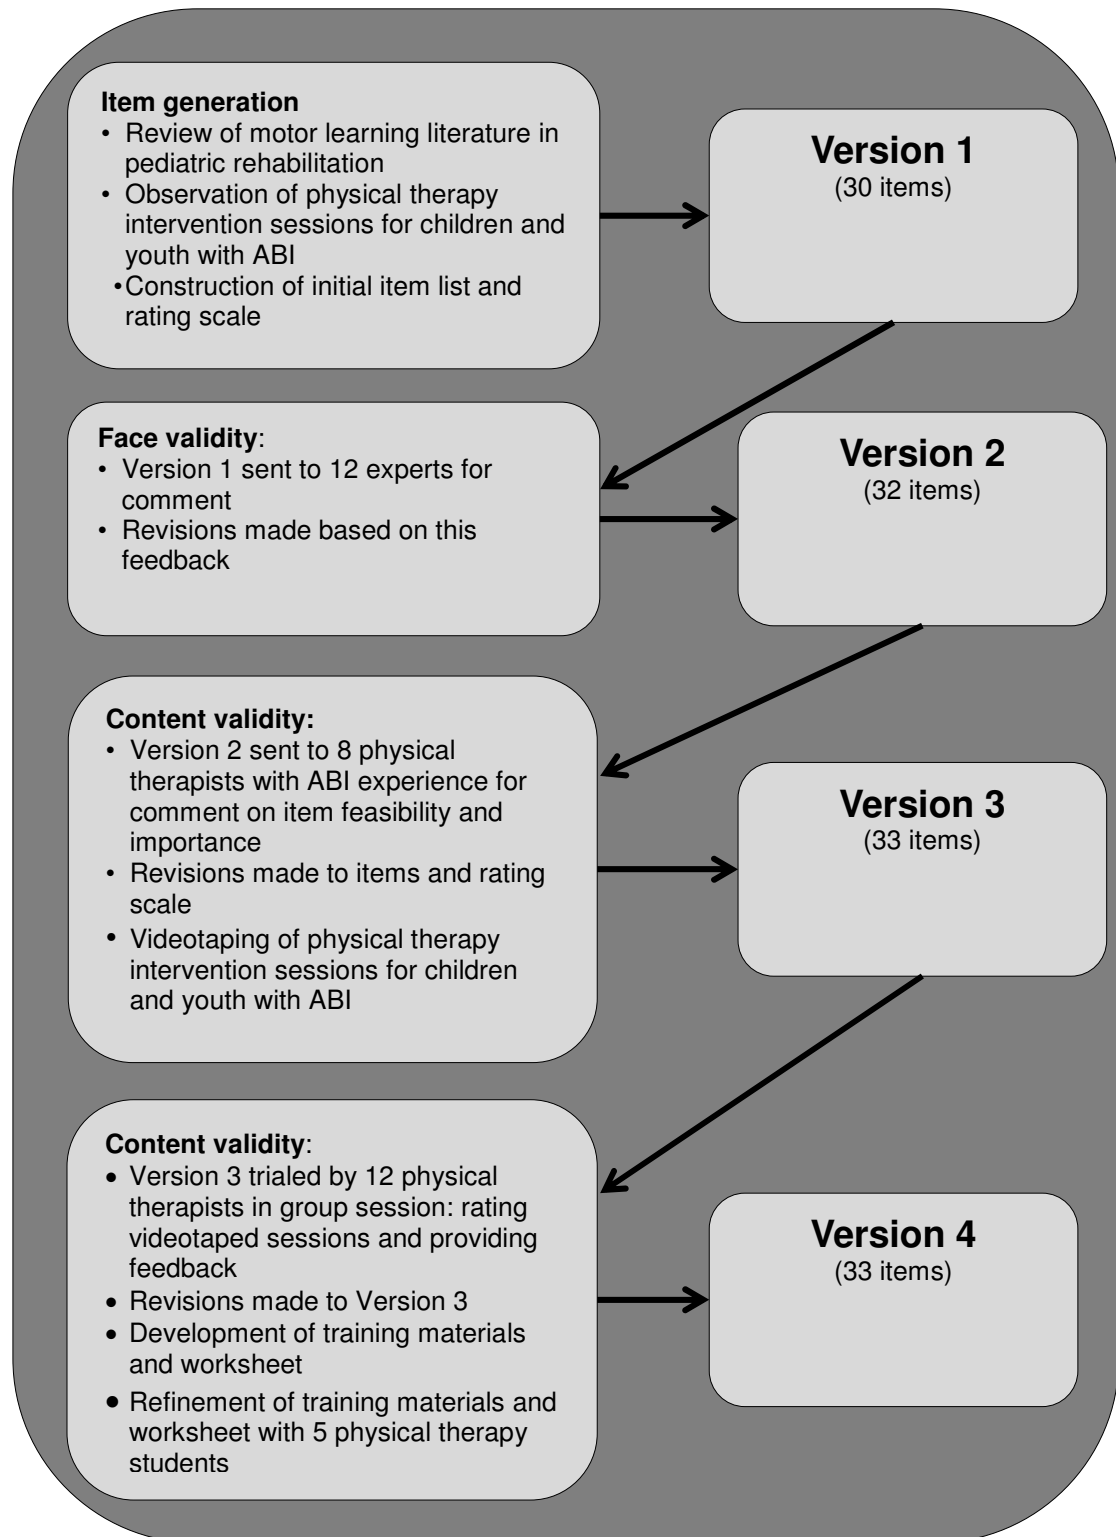 Item generation
• Review of motor learning literature in
pediatric rehabilitation
• Observation of physical therapy
intervention sessions for children and
youth with ABI
•Construction of initial item list and
rating scale
Version 1
(30 items)
Face validity:
• Version 1 sent to 12 experts for
comment
• Revisions made based on this
feedback
Version 2
(32 items)
Content validity:
• Version 2 sent to 8 physical
therapists with ABI experience for
comment on item feasibility and
importance
• Revisions made to items and rating
scale
• Videotaping of physical therapy
intervention sessions for children
and youth with ABI
Version 3
(33 items)
Content validity:
• Version 3 trialed by 12 physical
therapists in group session: rating
videotaped sessions and providing
feedback
• Revisions made to Version 3
• Development of training materials
and worksheet
• Refinement of training materials and
worksheet with 5 physical therapy
students
Version 4
(33 items)